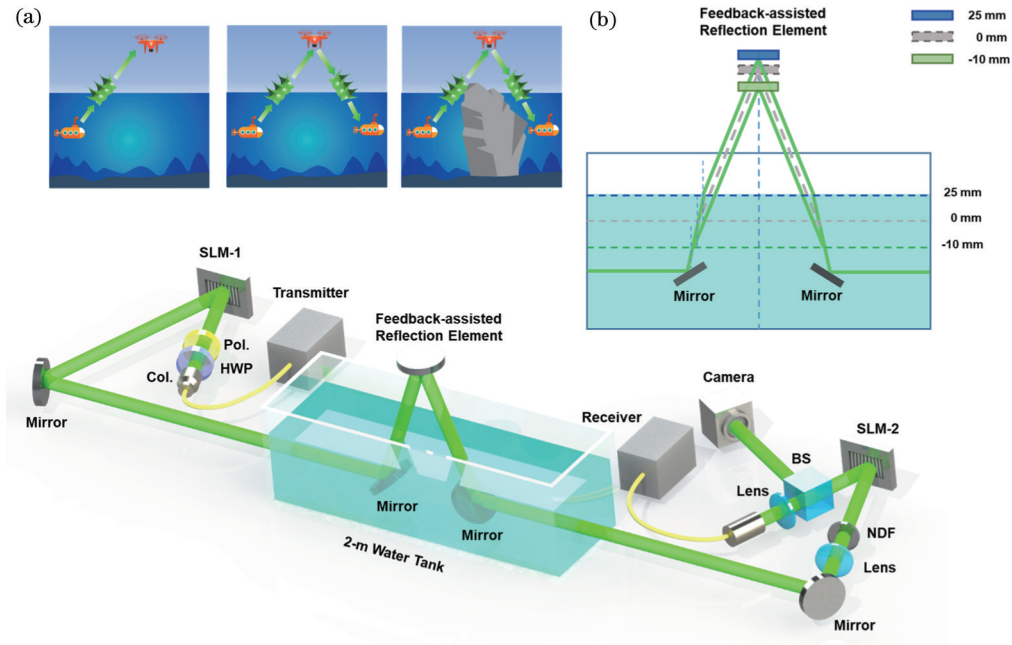 (a)
(b)
Feedback-assisted
Reflection Element
25 mm
0 mm
-10 mm
25 mm
0 mm
-10 mm
Mirror
Mirror
SLM-1
Transmitter
Feedback-assisted
Reflection Element
Pol.
HWP
Col.
Mirror
Camera
Receiver
SLM-2
BS
Lens
Mirror
Mirror
NDF
Lens
2-m Water Tank
Mirror